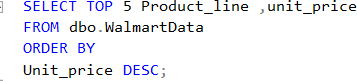 SELECT TOP 5 Product_line ,unit_price
FROM dbo.WalmartData
ORDER BY
Unit_price DESC;